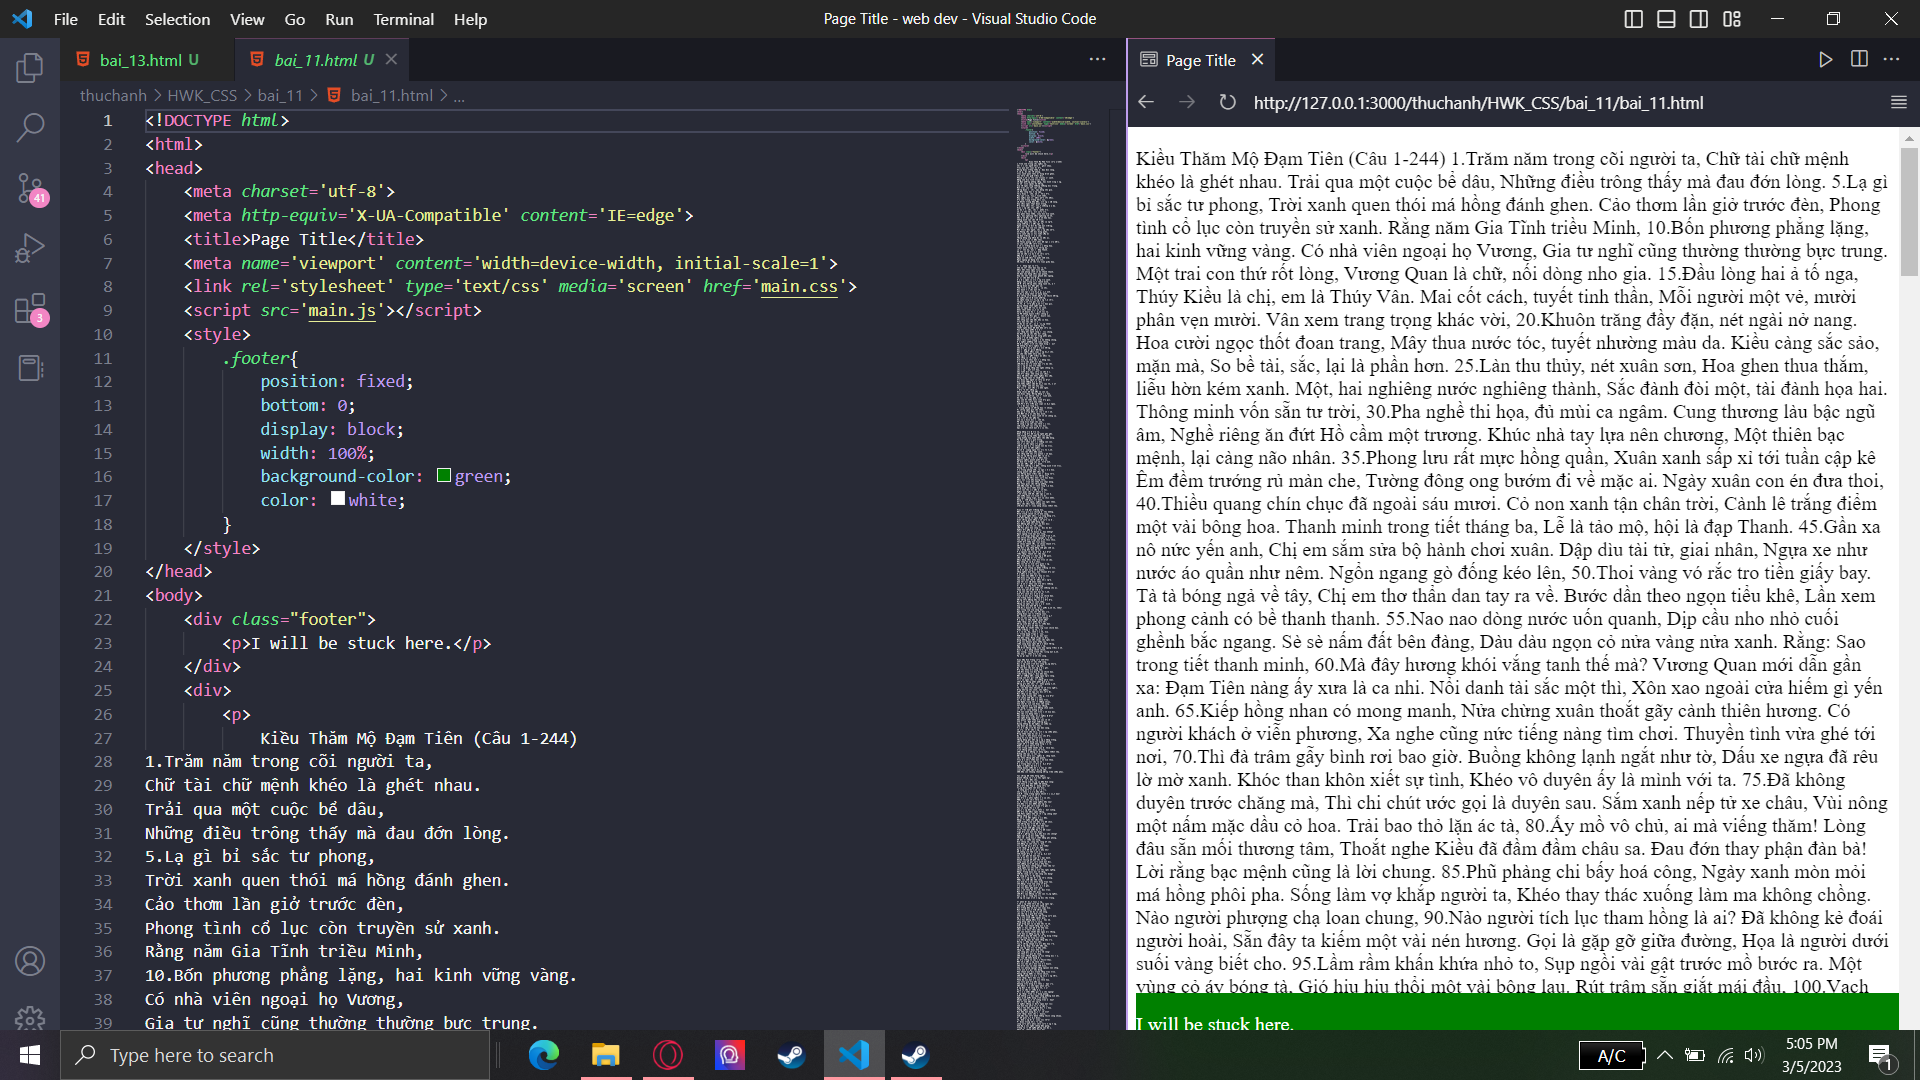 File Edit Selection View Go Run Terminal Help
Page Title - web dev - Visual Studio Code
bai_13.html U
bai_11.html U
thuchanh > HWK_CSS > bai_11 > bai_11.html > ...
1 <!DOCTYPE html>
2 <html>
3 <head>
4 <meta charset='utf-8'>
5 <meta http-equiv='X-UA-Compatible' content='IE=edge'>
6 <title>Page Title</title>
7 <meta name='viewport' content='width=device-width, initial-scale=1'>
8 <link rel='stylesheet' type='text/css' media='screen' href='main.css'>
9 <script src='main.js'></script>
10 <style>
11 .footer{
12 position: fixed;
13 bottom: 0;
14 display: block;
15 width: 100%;
16 background-color: green;
17 color: white;
18 }
19 </style>
20 </head>
21 <body>
22 <div class="footer">
23 <p>I will be stuck here.</p>
24 </div>
25 <div>
26 <p>
27 Kiều Thăm Mộ Đạm Tiên (Câu 1-244)
28 1.Trăm năm trong cõi người ta,
29 Chữ tài chữ mệnh khéo là ghét nhau.
30 Trải qua một cuộc bể dâu,
31 Những điều trông thấy mà đau đớn lòng.
32 5.Lạ gì bỉ sắc tư phong,
33 Trời xanh quen thói má hồng đánh ghen.
34 Cảo thơm lần giở trước đèn,
35 Phong tình cổ lục còn truyền sử xanh.
36 Rằng năm Gia Tĩnh triều Minh,
37 10.Bốn phương phẳng lặng, hai kinh vững vàng.
38 Có nhà viên ngoại họ Vương,
39 Gia tư nghĩ cũng thường thường bực trung.
41
3
Page Title
http://127.0.0.1:3000/thuchanh/HWK_CSS/bai_11/bai_11.html
Kiều Thăm Mộ Đạm Tiên (Câu 1-244) 1.Trăm năm trong cõi người ta, Chữ tài chữ mệnh
khéo là ghét nhau. Trải qua một cuộc bể dâu, Những điều trông thấy mà đau đớn lòng. 5.Lạ gì
bỉ sắc tư phong, Trời xanh quen thói má hồng đánh ghen. Cảo thơm lần giở trước đèn, Phong
tình cổ lục còn truyền sử xanh. Rằng năm Gia Tĩnh triều Minh, 10.Bốn phương phẳng lặng,
hai kinh vững vàng. Có nhà viên ngoại họ Vương, Gia tư nghĩ cũng thường thường bực trung.
Một trai con thứ rốt lòng, Vương Quan là chữ, nối dòng nho gia. 15.Đầu lòng hai ả tố nga,
Thúy Kiều là chị, em là Thúy Vân. Mai cốt cách, tuyết tinh thần, Mỗi người một vẻ, mười
phân vẹn mười. Vân xem trang trọng khác vời, 20.Khuôn trăng đầy đặn, nét ngài nở nang.
Hoa cười ngọc thốt đoan trang, Mây thua nước tóc, tuyết nhường màu da. Kiều càng sắc sảo,
mặn mà, So bề tài, sắc, lại là phần hơn. 25.Làn thu thủy, nét xuân sơn, Hoa ghen thua thắm,
liễu hờn kém xanh. Một, hai nghiêng nước nghiêng thành, Sắc đành đòi một, tài đành họa hai.
Thông minh vốn sẵn tư trời, 30.Pha nghề thi họa, đủ mùi ca ngâm. Cung thương làu bậc ngũ
âm, Nghề riêng ăn đứt Hồ cầm một trương. Khúc nhà tay lựa nên chương, Một thiên bạc
mệnh, lại càng não nhân. 35.Phong lưu rất mực hồng quần, Xuân xanh sấp xỉ tới tuần cập kê
Êm đềm trướng rủ màn che, Tường đông ong bướm đi về mặc ai. Ngày xuân con én đưa thoi,
40.Thiều quang chín chục đã ngoài sáu mươi. Cỏ non xanh tận chân trời, Cành lê trắng điểm
một vài bông hoa. Thanh minh trong tiết tháng ba, Lễ là tảo mộ, hội là đạp Thanh. 45.Gần xa
nô nức yến anh, Chị em sắm sửa bộ hành chơi xuân. Dập dìu tài tử, giai nhân, Ngựa xe như
nước áo quần như nêm. Ngổn ngang gò đống kéo lên, 50.Thoi vàng vó rắc tro tiền giấy bay.
Tà tà bóng ngả về tây, Chị em thơ thẩn dan tay ra về. Bước dần theo ngọn tiểu khê, Lần xem
phong cảnh có bề thanh thanh. 55.Nao nao dòng nước uốn quanh, Dịp cầu nho nhỏ cuối
ghềnh bắc ngang. Sè sè nấm đất bên đàng, Dàu dàu ngọn cỏ nửa vàng nửa xanh. Rằng: Sao
trong tiết thanh minh, 60.Mà đây hương khói vắng tanh thế mà? Vương Quan mới dẫn gần
xa: Đạm Tiên nàng ấy xưa là ca nhi. Nổi danh tài sắc một thì, Xôn xao ngoài cửa hiếm gì yến
anh. 65.Kiếp hồng nhan có mong manh, Nửa chừng xuân thoắt gãy cành thiên hương. Có
người khách ở viễn phương, Xa nghe cũng nức tiếng nàng tìm chơi. Thuyền tình vừa ghé tới
nơi, 70.Thì đà trâm gẫy bình rơi bao giờ. Buồng không lạnh ngắt như tờ, Dấu xe ngựa đã rêu
lờ mờ xanh. Khóc than khôn xiết sự tình, Khéo vô duyên ấy là mình với ta. 75.Đã không
duyên trước chăng mà, Thì chi chút ước gọi là duyên sau. Sắm xanh nếp tử xe châu, Vùi nông
một nấm mặc dầu cỏ hoa. Trải bao thỏ lặn ác tà, 80.Ấy mồ vô chủ, ai mà viếng thăm! Lòng
đâu sẵn mối thương tâm, Thoắt nghe Kiều đã đầm đầm châu sa. Đau đớn thay phận đàn bà!
Lời rằng bạc mệnh cũng là lời chung. 85.Phũ phàng chi bấy hoá công, Ngày xanh mòn mỏi
má hồng phôi pha. Sống làm vợ khắp người ta, Khéo thay thác xuống làm ma không chồng.
Nào người phượng chạ loan chung, 90.Nào người tích lục tham hồng là ai? Đã không kẻ đoái
người hoài, Sẵn đây ta kiếm một vài nén hương. Gọi là gặp gỡ giữa đường, Họa là người dưới
suối vàng biết cho. 95.Lầm rầm khấn khứa nhỏ to, Sụp ngồi vài gật trước mồ bước ra. Một
vùng cỏ áy bóng tà, Gió hiu hiu thổi một vài bông lau. Rút trâm sẵn giắt mái đầu, 100.Vạch
I will be stuck here.
Type here to search
A/C
5:05 PM
3/5/2023
1